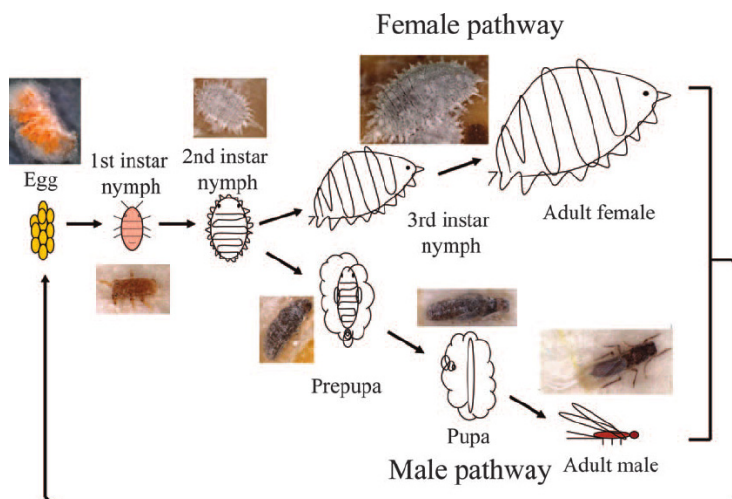 Female pathway
Egg
1st instar
nymph
2nd instar
nymph
3rd instar
nymph
Adult female
Prepupa
Pupa
Adult male
Male pathway